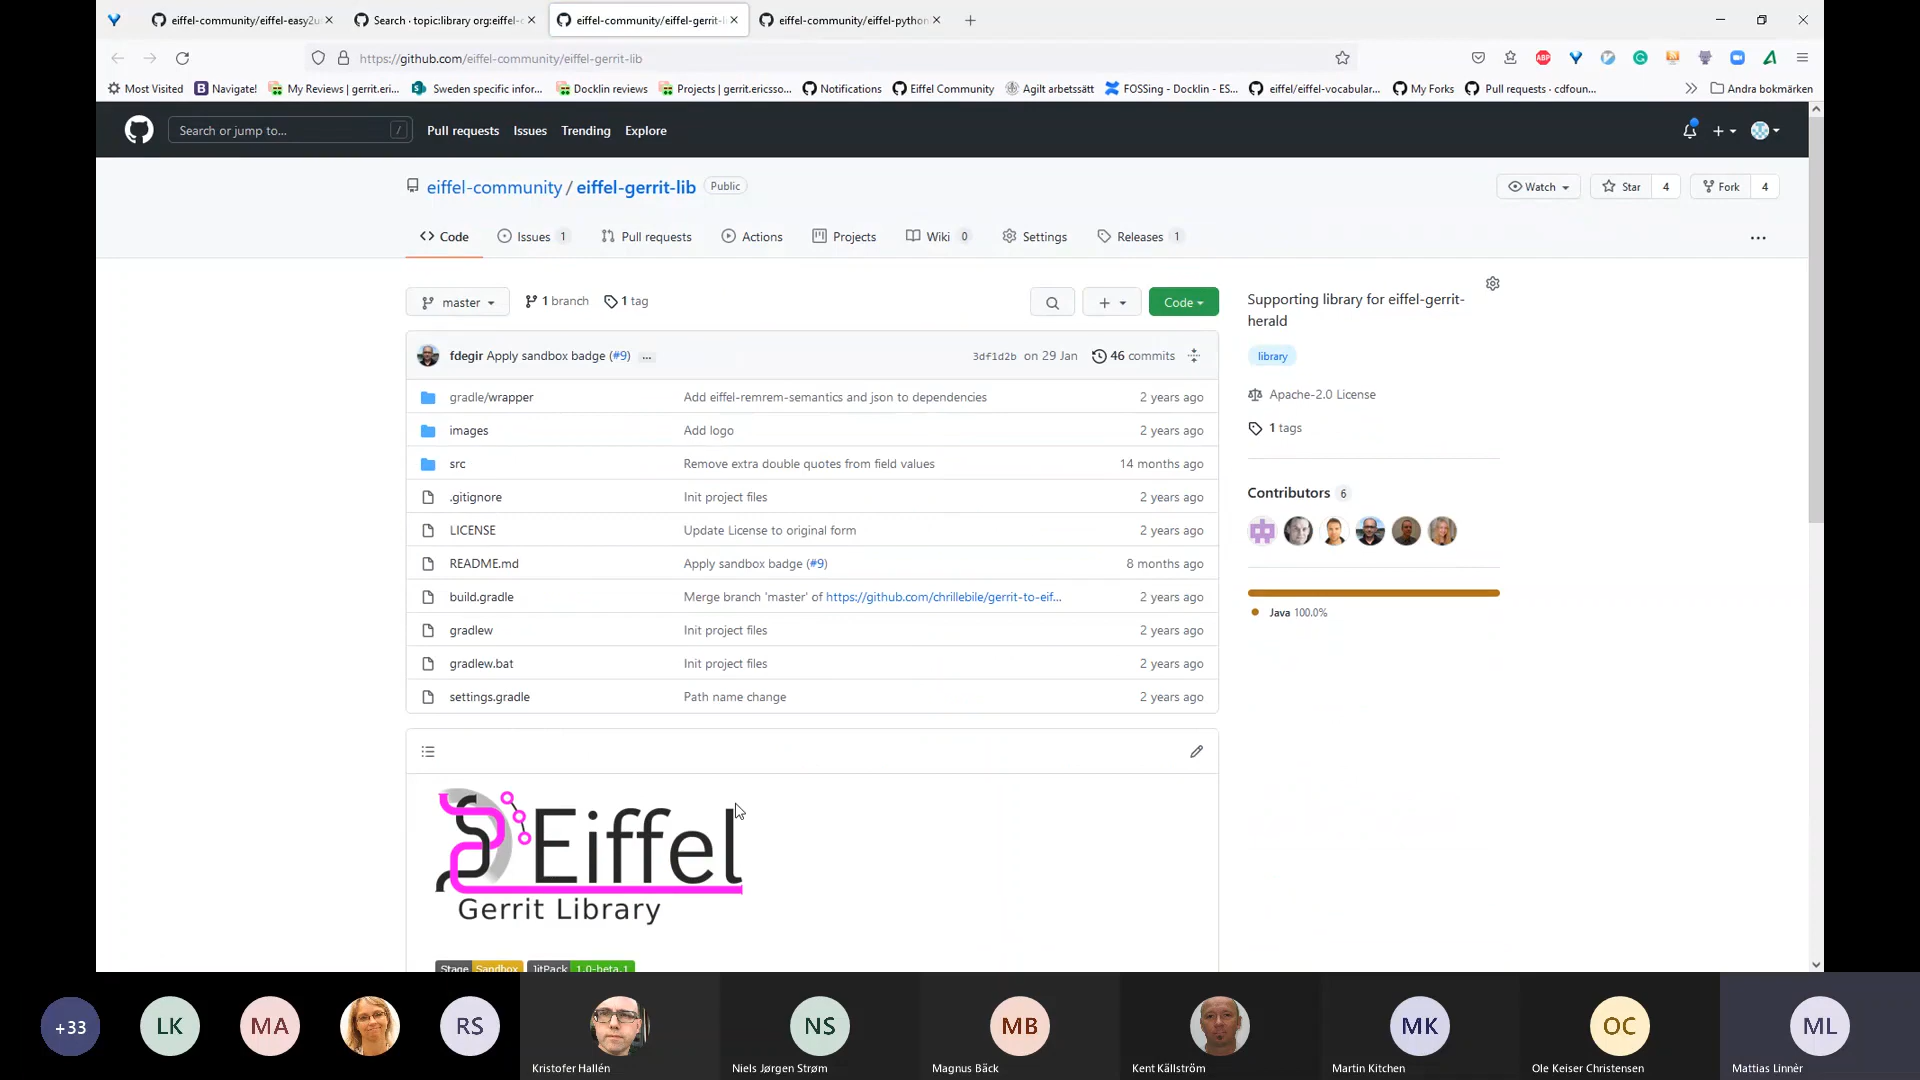 eiffel-community/eiffel-easy2u
Search · topic:library org:eiffel-c
eiffel-community/eiffel-gerrit-l
eiffel-community/eiffel-python
https://github.com/eiffel-community/eiffel-gerrit-lib
ABP
Most Visited
B Navigate!
My Reviews | gerrit.eri...
Sweden specific infor...
Docklin reviews
Projects | gerrit.ericsso...
Notifications
Eiffel Community
Agilt arbetssätt
FOSSing - Docklin - ES...
eiffel/eiffel-vocabular...
My Forks
Pull requests · cdfoun...
Andra bokmärken
Search or jump to... /
Pull requests
Issues
Trending
Explore
eiffel-community / eiffel-gerrit-lib Public
Watch
Star 4
Fork 4
Code
Issues 1
Pull requests
Actions
Projects
Wiki 0
Settings
Releases 1
master
1 branch
1 tag
Code
fdegir Apply sandbox badge (#9) ...
3df1d2b on 29 Jan
46 commits
gradle/wrapper Add eiffel-remrem-semantics and json to dependencies 2 years ago
images Add logo 2 years ago
src Remove extra double quotes from field values 14 months ago
.gitignore Init project files 2 years ago
LICENSE Update License to original form 2 years ago
README.md Apply sandbox badge (#9) 8 months ago
build.gradle Merge branch 'master' of https://github.com/chrillebile/gerrit-to-eif... 2 years ago
gradlew Init project files 2 years ago
gradlew.bat Init project files 2 years ago
settings.gradle Path name change 2 years ago
Supporting library for eiffel-gerrit-
herald
library
Apache-2.0 License
1 tags
Contributors 6
Java 100.0%
Eiffel
Gerrit Library
Stage Sandbox JitPack 1.0-beta.1
+33
LK
MA
RS
NS
MB
MK
OC
ML
Kristofer Hallén
Niels Jørgen Strøm
Magnus Bäck
Kent Källström
Martin Kitchen
Ole Keiser Christensen
Mattias Linnèr